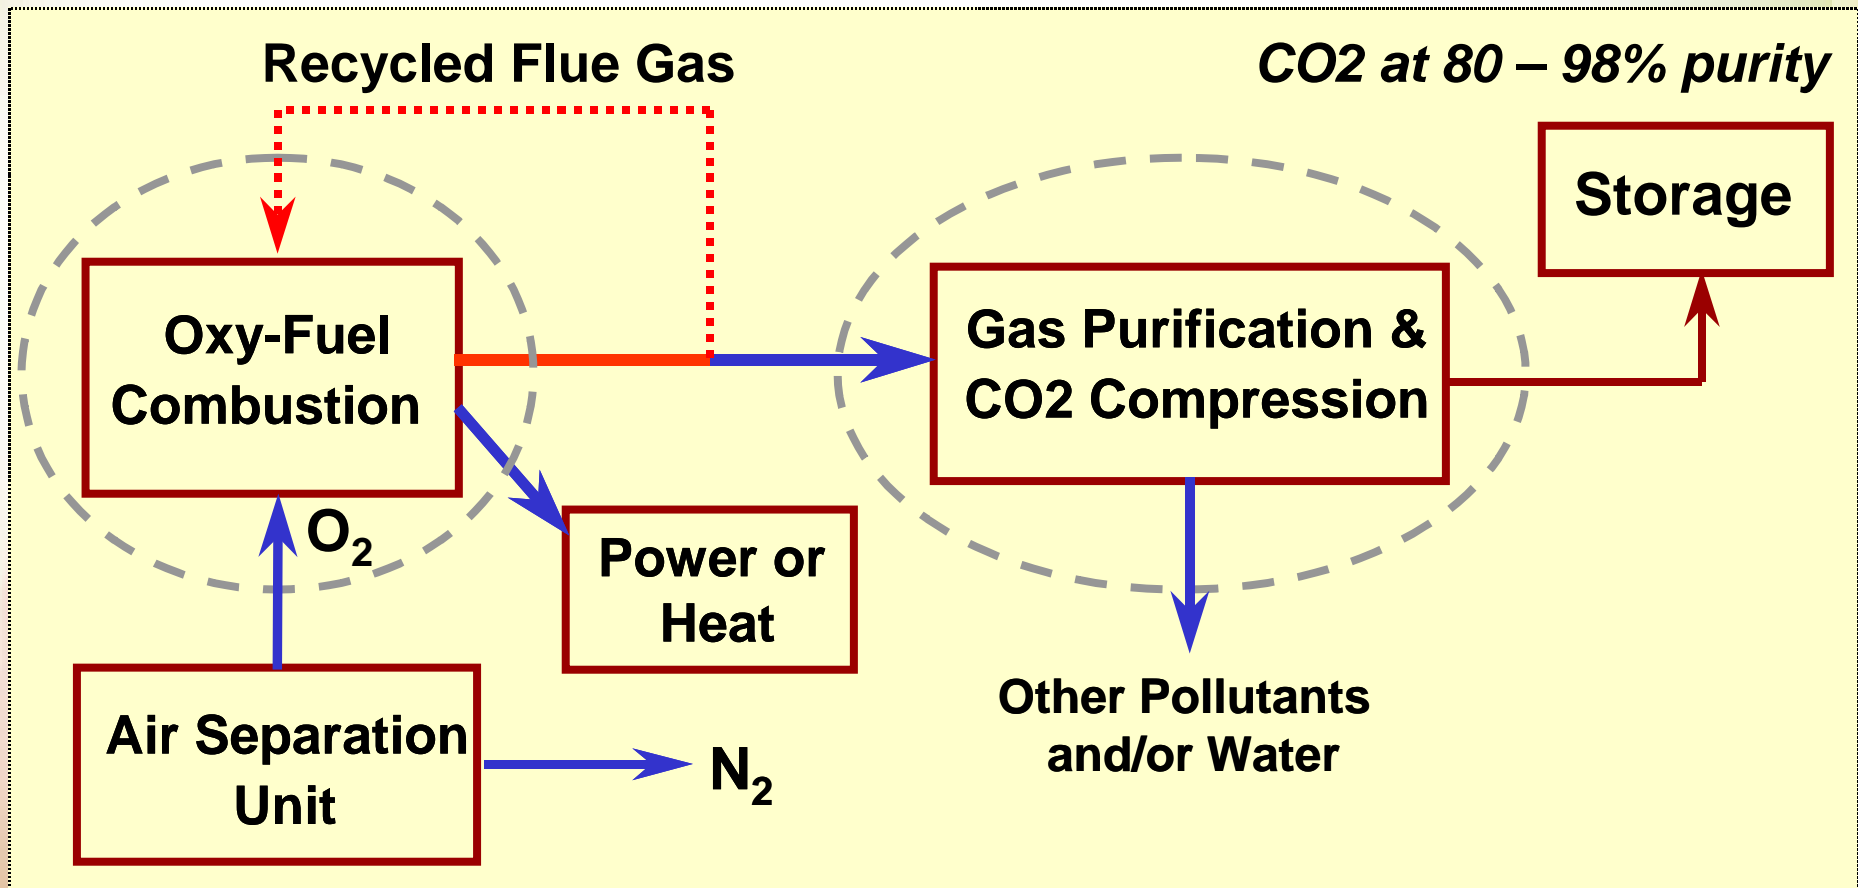 Recycled Flue Gas
CO2 at 80 – 98% purity
Storage
Oxy-Fuel
Combustion
Gas Purification &
CO2 Compression
O₂
Power or
Heat
Air Separation
Unit
N₂
Other Pollutants
and/or Water